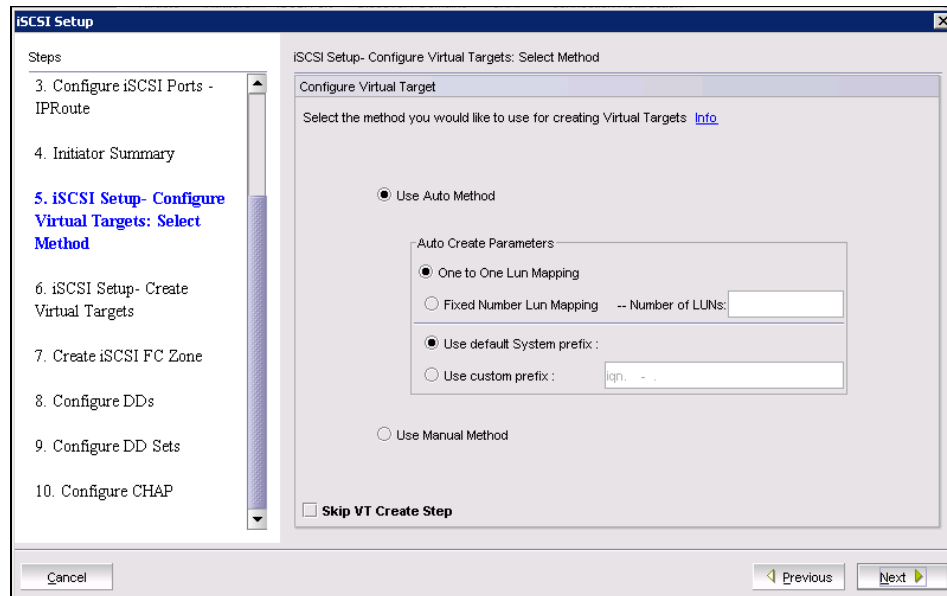 iSCSI Setup
Steps
3. Configure iSCSI Ports -
IPRoute
4. Initiator Summary
5. iSCSI Setup- Configure
Virtual Targets: Select
Method
6. iSCSI Setup- Create
Virtual Targets
7. Create iSCSI FC Zone
8. Configure DDs
9. Configure DD Sets
10. Configure CHAP
iSCSI Setup- Configure Virtual Targets: Select Method
Configure Virtual Target
Select the method you would like to use for creating Virtual Targets Info
Use Auto Method
Auto Create Parameters
One to One Lun Mapping
Fixed Number Lun Mapping -- Number of LUNs:
Use default System prefix :
Use custom prefix : iqn. - .
Use Manual Method
Skip VT Create Step
Cancel
Previous
Next